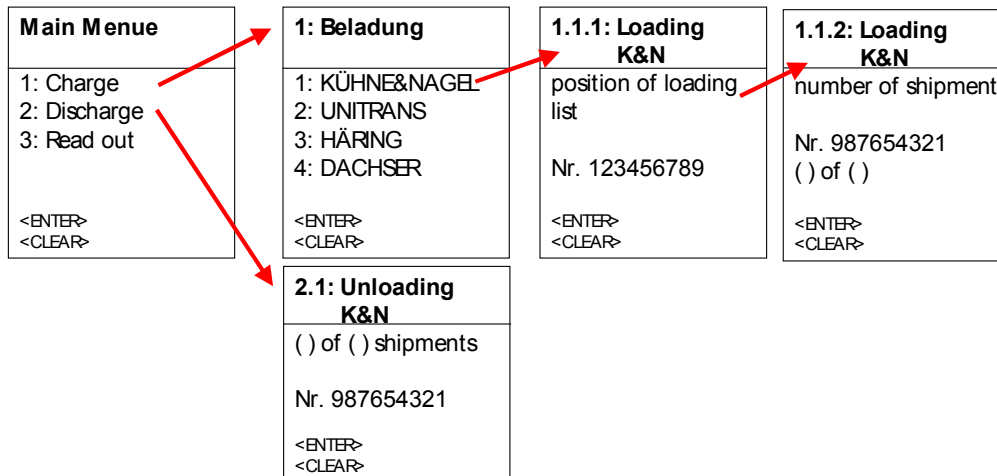 Main Menue
1: Charge
2: Discharge
3: Read out
<ENTER>
<CLEAR>
1: Beladung
1: KÜHNE&NAGEL
2: UNITRANS
3: HÄRING
4: DACHSER
<ENTER>
<CLEAR>
1.1.1: Loading
K&N
position of loading
list
Nr. 123456789
<ENTER>
<CLEAR>
1.1.2: Loading
K&N
number of shipment
Nr. 987654321
( ) of ( )
<ENTER>
<CLEAR>
2.1: Unloading
K&N
( ) of ( ) shipments
Nr. 987654321
<ENTER>
<CLEAR>